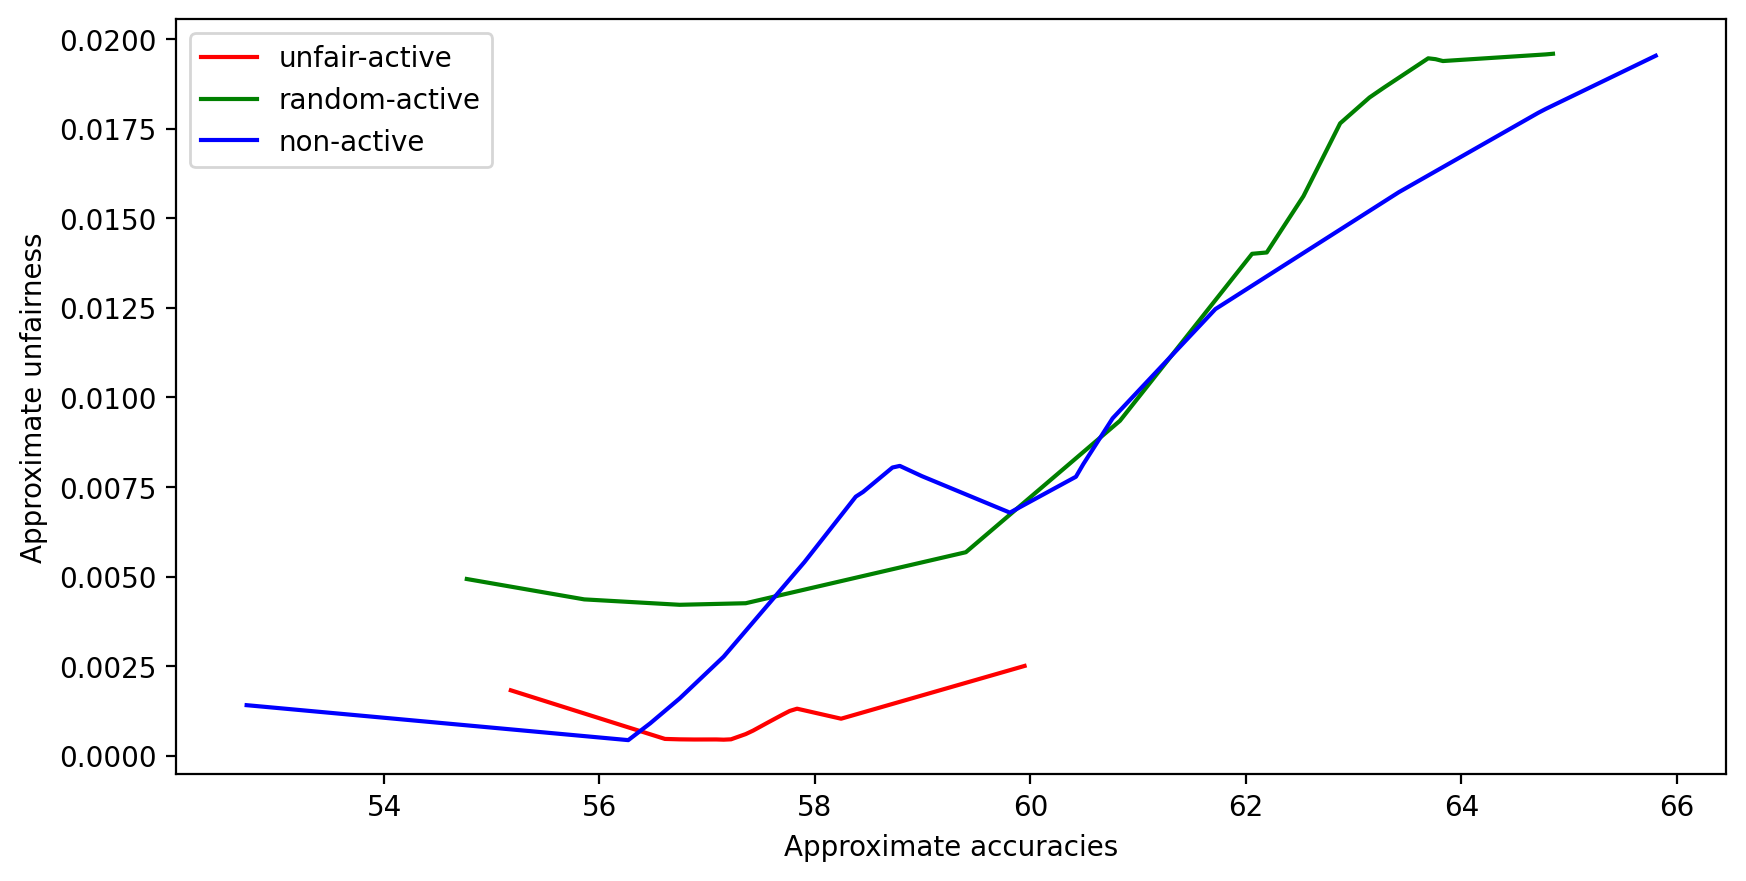 unfair-active
random-active
non-active
0.0200
0.0175
0.0150
0.0125
0.0100
0.0075
0.0050
0.0025
0.0000
Approximate unfairness
54 56 58 60 62 64 66
Approximate accuracies